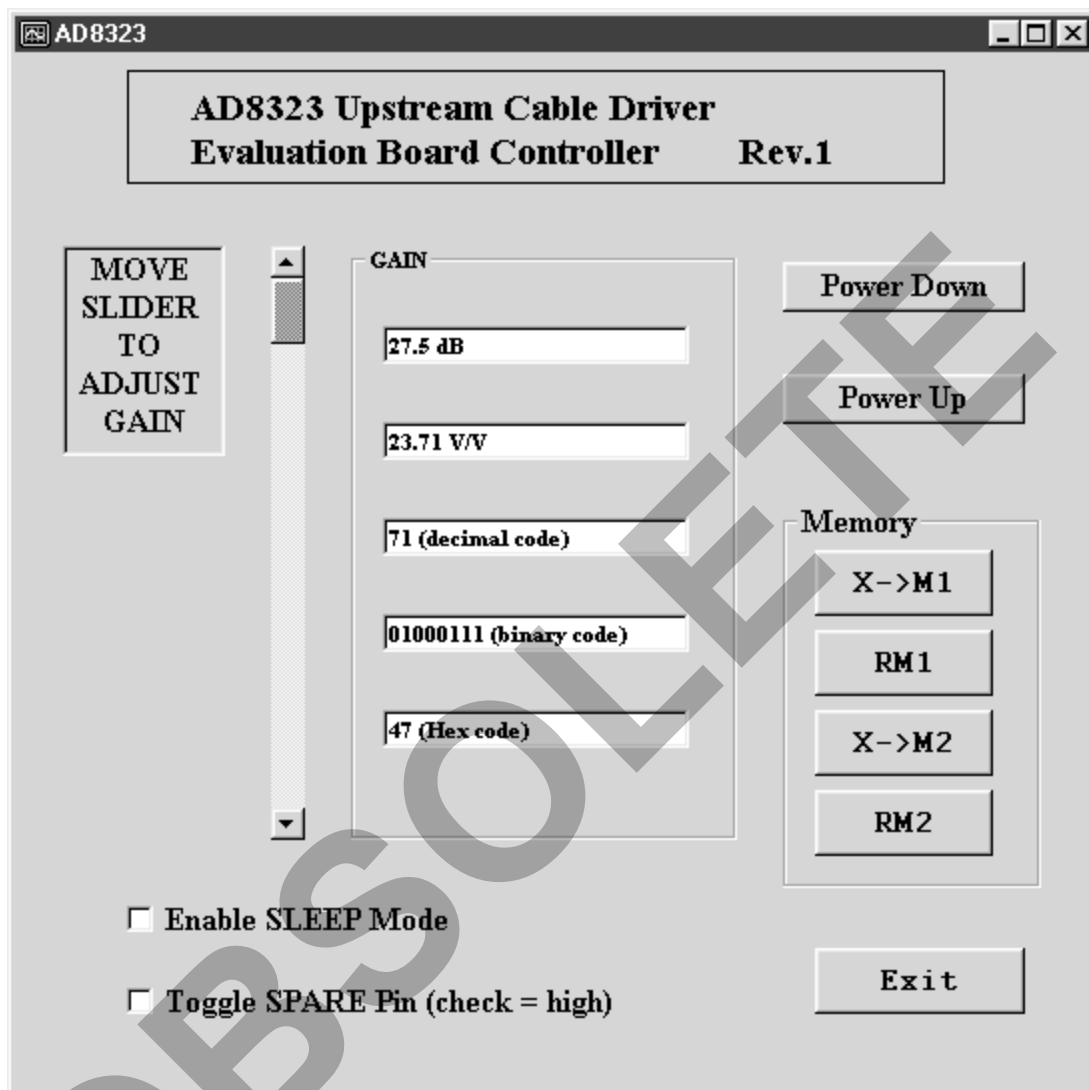 AD8323
AD8323 Upstream Cable Driver
Evaluation Board Controller Rev.1
MOVE
SLIDER
TO
ADJUST
GAIN
GAIN
27.5 dB
23.71 V/V
71 (decimal code)
01000111 (binary code)
47 (Hex code)
Power Down
Power Up
Memory
X->M1
RM1
X->M2
RM2
Enable SLEEP Mode
Toggle SPARE Pin (check = high)
Exit
OBSOLETE